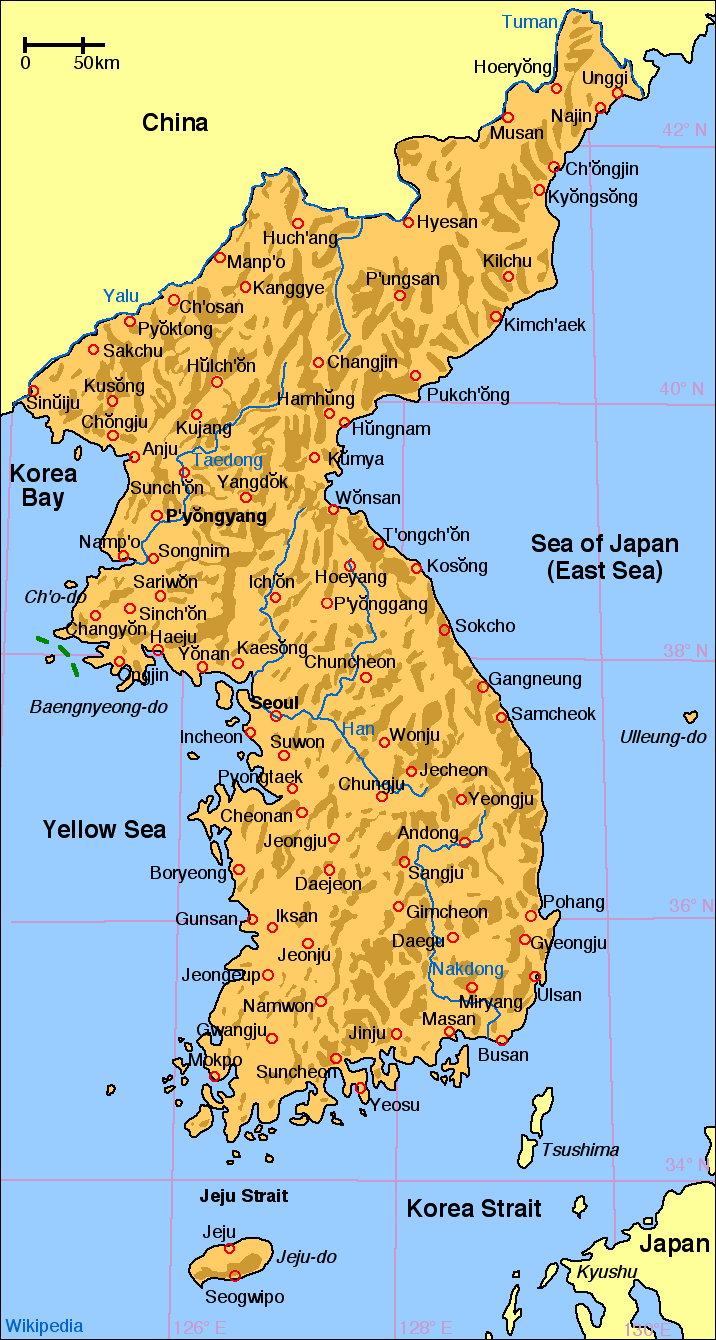 Tuman
Hoeryŏng
Unggi
0 50km
Najin
China
Musan
42° N
Ch'ŏngjin
Kyŏngsŏng
Hyesan
Huch'ang
Manp'o
Kilchu
P'ungsan
Kanggye
Yalu
Ch'osan
Kimch'aek
Pyŏktong
Sakchu
Changjin
Hŭlch'ŏn
Kusŏng
40° N
Pukch'ŏng
Sinŭiju
Hamhŭng
Chŏngju
Kujang
Hŭngnam
Anju
Taedong
Kŭmya
Korea
Bay
Sunch'ŏn
Yangdŏk
Wŏnsan
P'yŏngyang
T'ongch'ŏn
Namp'o
Songnim
Sea of Japan
(East Sea)
Kosŏng
Hoeyang
Sariwŏn
Ich'ŏn
Ch'o-do
P'yŏnggang
Sinch'ŏn
Changyŏn
Sokcho
Haeju
Yŏnan
Kaesŏng
38° N
Chuncheon
Ongjin
Gangneung
Baengnyeong-do
Seoul
Samcheok
Han
Incheon
Wonju
Ulleung-do
Suwon
Pyongtaek
Jecheon
Chungju
Yeongju
Cheonan
Yellow Sea
Jeongju
Andong
Boryeong
Sangju
Daejeon
Pohang
36° N
Gunsan
Iksan
Gimcheon
Daegu
Gyeongju
Jeonju
Nakdong
Jeongeup
Ulsan
Namwon
Miryang
Masan
Gwangju
Jinju
Busan
Mokpo
Suncheon
Yeosu
Tsushima
34° N
Jeju Strait
Korea Strait
Jeju
Japan
Jeju-do
Kyushu
Seogwipo
Wikipedia
126° E
128° E
130°E